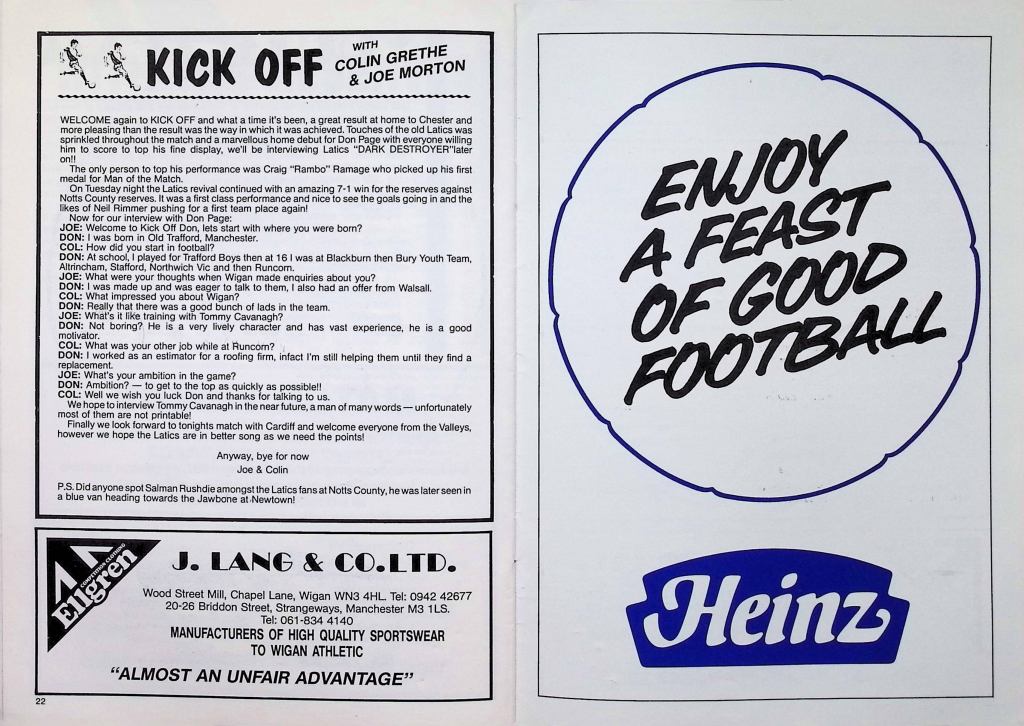 KICK OFF
WITH
COLIN GRETHE
& JOE MORTON
WELCOME again to KICK OFF and what a time it's been, a great result at home to Chester and
more pleasing than the result was the way in which it was achieved. Touches of the old Latics was
sprinkled throughout the match and a marvellous home debut for Don Page with everyone willing
him to score to top his fine display, we'll be interviewing Latics "DARK DESTROYER"later
on!!
The only person to top his performance was Craig "Rambo" Ramage who picked up his first
medal for Man of the Match.
On Tuesday night the Latics revival continued with an amazing 7-1 win for the reserves against
Notts County reserves. It was a first class performance and nice to see the goals going in and the
likes of Neil Rimmer pushing for a first team place again!
Now for our interview with Don Page:
JOE: Welcome to Kick Off Don, lets start with where you were born?
DON: I was born in Old Trafford, Manchester.
COL: How did you start in football?
DON: At school, I played for Trafford Boys then at 16 I was at Blackburn then Bury Youth Team,
Altrincham, Stafford, Northwich Vic and then Runcorn.
JOE: What were your thoughts when Wigan made enquiries about you?
DON: I was made up and was eager to talk to them, I also had an offer from Walsall.
COL: What impressed you about Wigan?
DON: Really that there was a good bunch of lads in the team.
JOE: What's it like training with Tommy Cavanagh?
DON: Not boring? He is a very lively character and has vast experience, he is a good
motivator.
COL: What was your other job while at Runcorn?
DON: I worked as an estimator for a roofing firm, infact I'm still helping them until they find a
replacement.
JOE: What's your ambition in the game?
DON: Ambition? — to get to the top as quickly as possible!!
COL: Well we wish you luck Don and thanks for talking to us.
We hope to interview Tommy Cavanagh in the near future, a man of many words — unfortunately
most of them are not printable!
Finally we look forward to tonights match with Cardiff and welcome everyone from the Valleys,
however we hope the Latics are in better song as we need the points!
Anyway, bye for now
Joe & Colin
P.S. Did anyone spot Salman Rushdie amongst the Latics fans at Notts County, he was later seen in
a blue van heading towards the Jawbone at Newtown!
COMPETITION CLOTHING
Ellgren
J. LANG & CO.LTD.
Wood Street Mill, Chapel Lane, Wigan WN3 4HL. Tel: 0942 42677
20-26 Briddon Street, Strangeways, Manchester M3 1LS.
Tel: 061-834 4140
MANUFACTURERS OF HIGH QUALITY SPORTSWEAR
TO WIGAN ATHLETIC
"ALMOST AN UNFAIR ADVANTAGE"
22
ENJOY
A FEAST
OF GOOD
FOOTBALL
Heinz